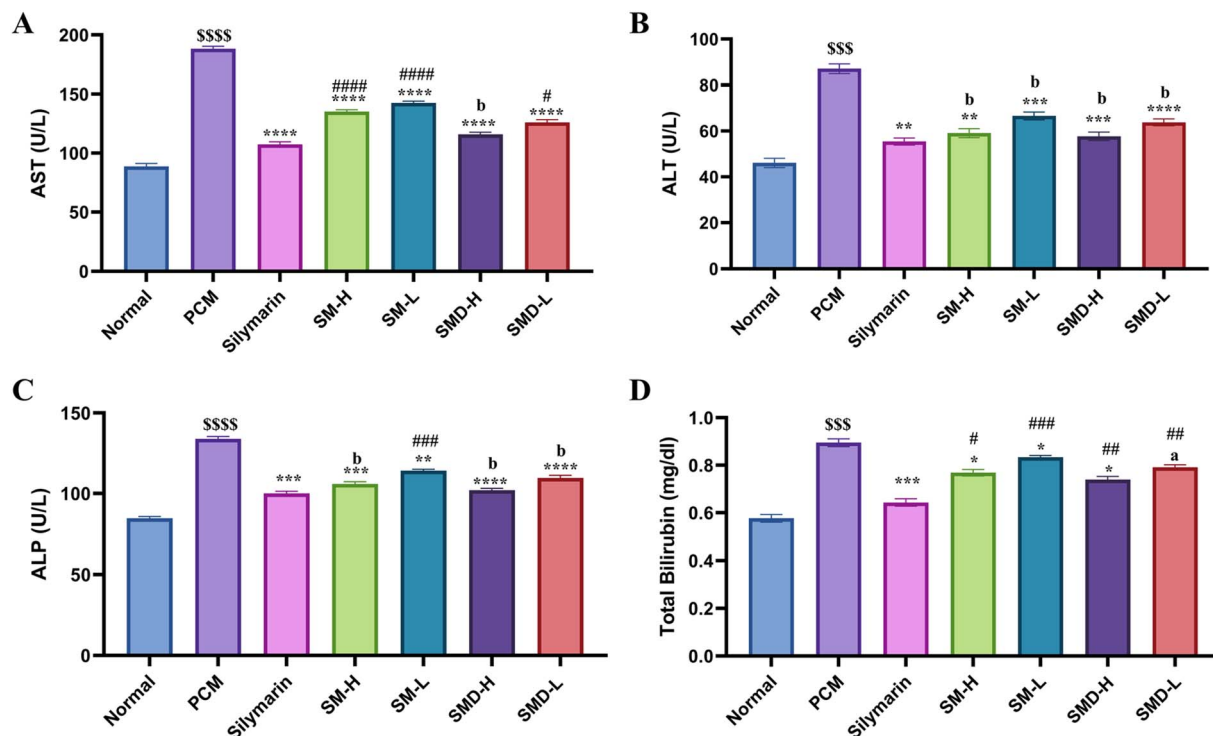 A
AST (U/L)
200
150
100
50
0
$$$$
****
####
****
####
****
b
****
#
****
Normal
PCM
Silymarin
SM-H
SM-L
SMD-H
SMD-L
B
ALT (U/L)
100
80
60
40
20
0
$$$
**
b
**
b
***
b
***
b
****
Normal
PCM
Silymarin
SM-H
SM-L
SMD-H
SMD-L
C
ALP (U/L)
150
100
50
0
$$$$
***
b
***
###
**
b
****
b
****
Normal
PCM
Silymarin
SM-H
SM-L
SMD-H
SMD-L
D
Total Bilirubin (mg/dl)
1.0
0.8
0.6
0.4
0.2
0.0
$$$
***
#
*
###
*
##
*
##
a
Normal
PCM
Silymarin
SM-H
SM-L
SMD-H
SMD-L